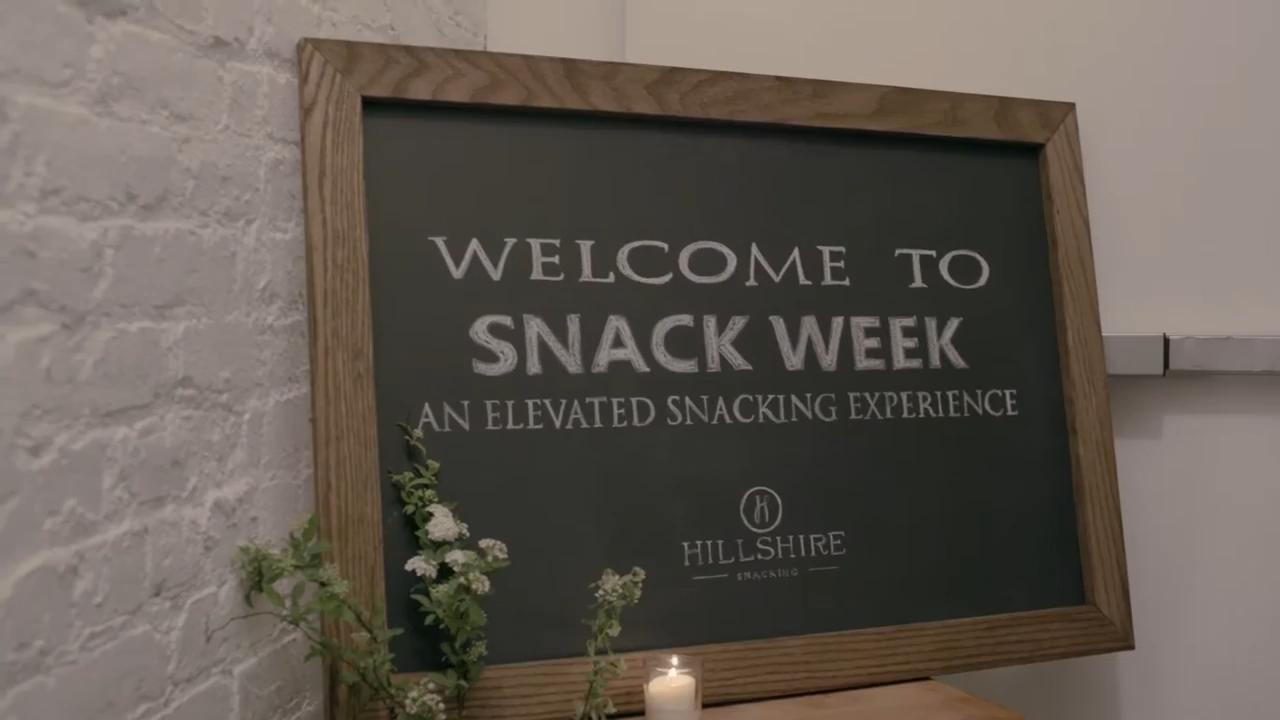 WELCOME TO
SNACK WEEK
AN ELEVATED SNACKING EXPERIENCE
H
HILLSHIRE
SNACKING